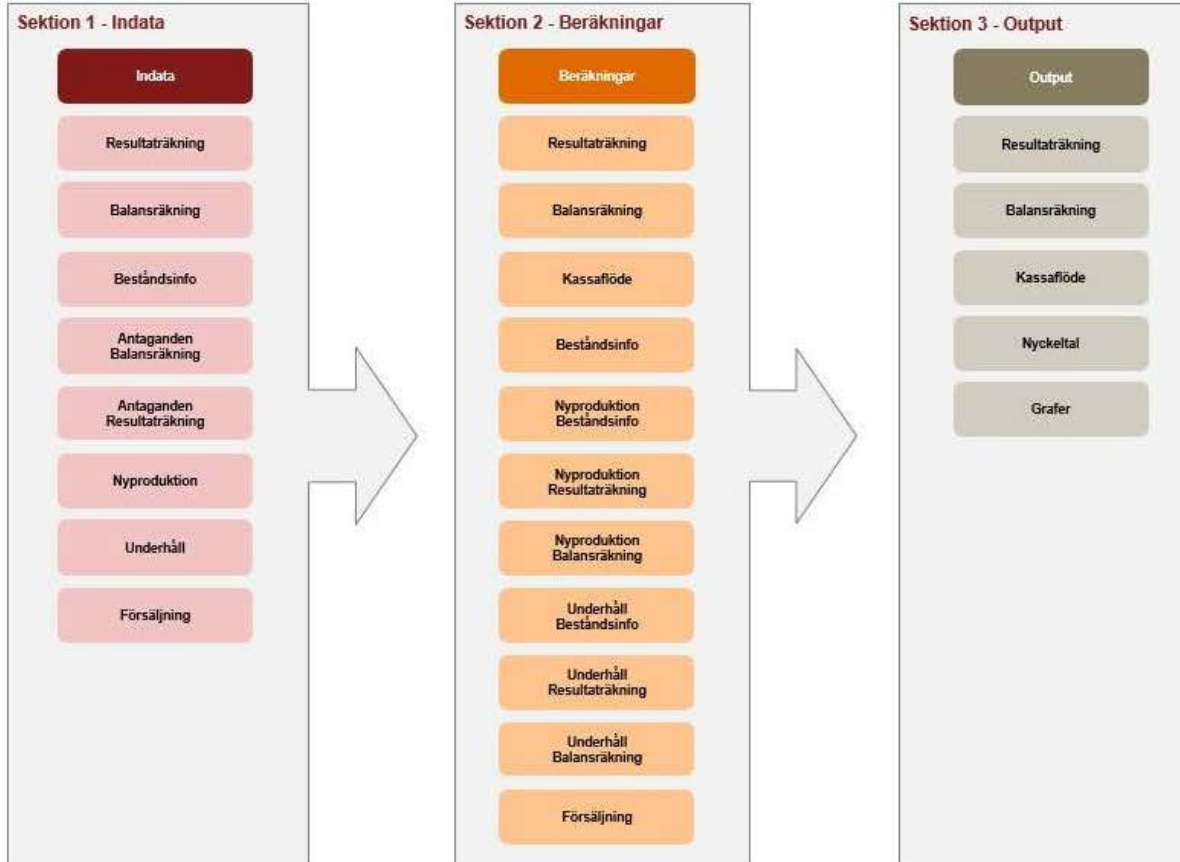 Sektion 1 - Indata
Indata
Resultaträkning
Balansräkning
Beståndsinfo
Antaganden
Balansräkning
Antaganden
Resultaträkning
Nyproduktion
Underhåll
Försäljning
Sektion 2 - Beräkningar
Beräkningar
Resultaträkning
Balansräkning
Kassaflöde
Beståndsinfo
Nyproduktion
Beståndsinfo
Nyproduktion
Resultaträkning
Nyproduktion
Balansräkning
Underhåll
Beståndsinfo
Underhåll
Resultaträkning
Underhåll
Balansräkning
Försäljning
Sektion 3 - Output
Output
Resultaträkning
Balansräkning
Kassaflöde
Nyckeltal
Grafer